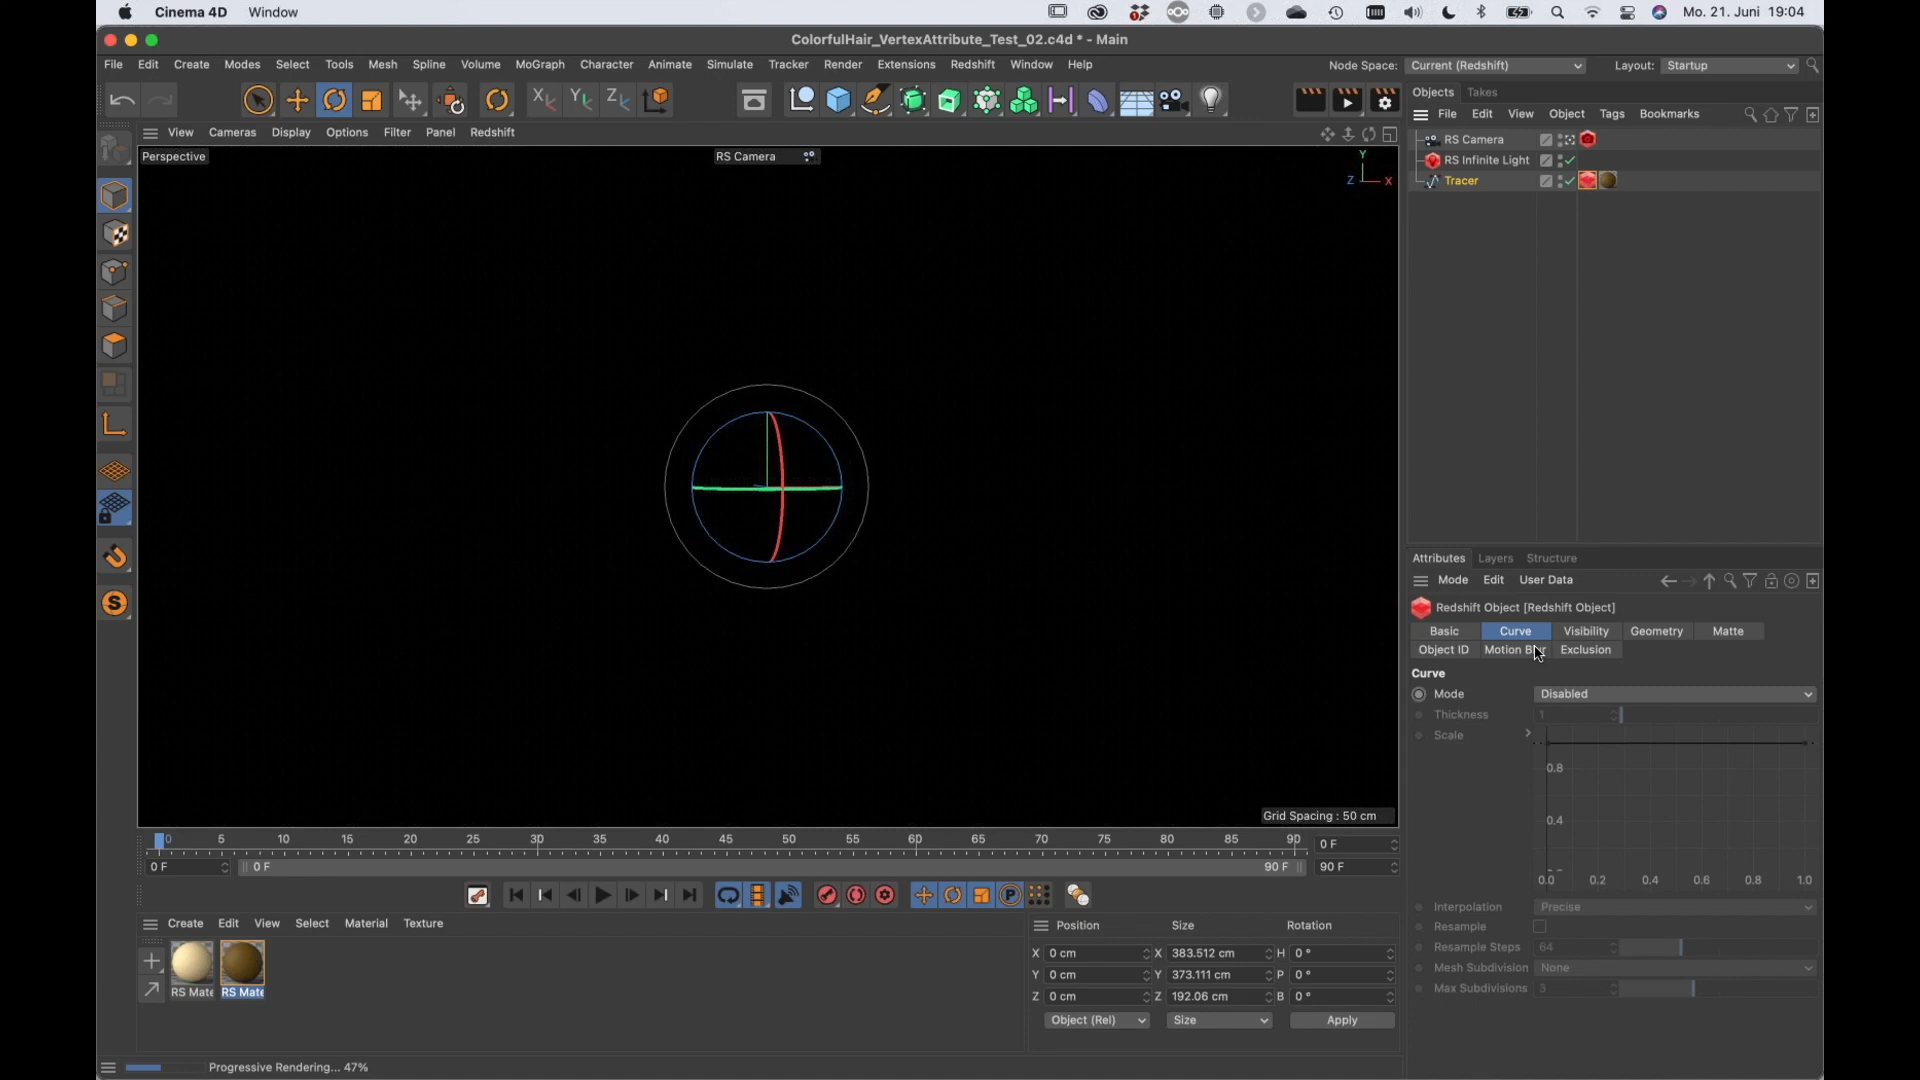 Cinema 4D Window
Mo. 21. Juni 19:04
ColorfulHair_VertexAttribute_Test_02.c4d * - Main
File Edit Create Modes Select Tools Mesh Spline Volume MoGraph Character Animate Simulate Tracker Render Extensions Redshift Window Help
Node Space: Current (Redshift) Layout: Startup
Objects Takes
File Edit View Object Tags Bookmarks
View Cameras Display Options Filter Panel Redshift
Perspective
RS Camera
Y
Z X
RS Camera
RS Infinite Light
Tracer
Grid Spacing : 50 cm
Attributes Layers Structure
Mode Edit User Data
Redshift Object [Redshift Object]
Basic Curve Visibility Geometry Matte
Object ID Motion Blur Exclusion
Curve
Mode Disabled
Thickness 1
Scale
0.8
0.4
0.0 0.2 0.4 0.6 0.8 1.0
Interpolation Precise
Resample
Resample Steps 64
Mesh Subdivision None
Max Subdivisions 3
0 5 10 15 20 25 30 35 40 45 50 55 60 65 70 75 80 85 90
0 F
0 F 0 F 90 F 90 F
Create Edit View Select Material Texture
RS Mate RS Mate
Position Size Rotation
X 0 cm X 383.512 cm H 0 °
Y 0 cm Y 373.111 cm P 0 °
Z 0 cm Z 192.06 cm B 0 °
Object (Rel) Size Apply
Progressive Rendering... 47%